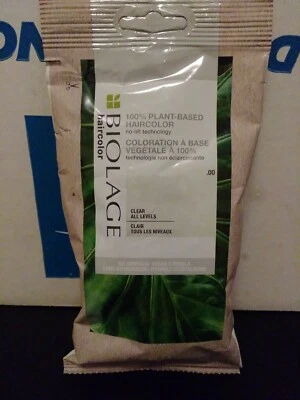 100% PLANT-BASED
HAIRCOLOR
no-lift technology
COLORATION À BASE
VÉGÉTALE À 100%
technologie non éclaircissante
.00
BIOLAGE
haircolor
CLEAR
ALL LEVELS
CLAIR
TOUS LES NIVEAUX